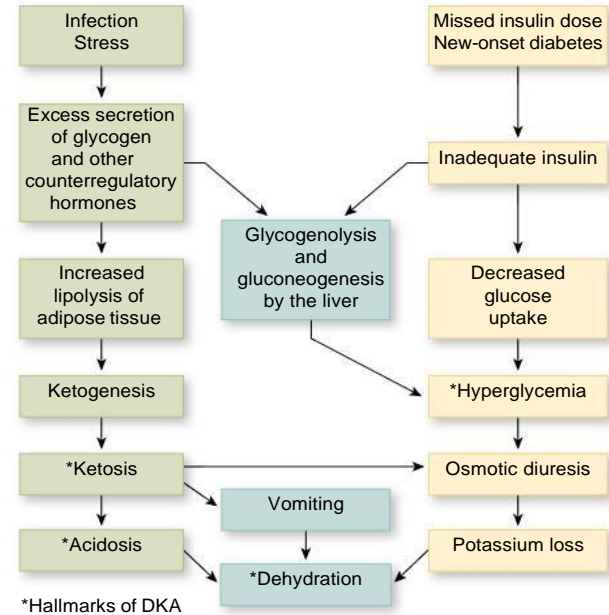 Infection
Stress
Missed insulin dose
New-onset diabetes
Excess secretion
of glycogen
and other
counterregulatory
hormones
Inadequate insulin
Glycogenolysis
and
gluconeogenesis
by the liver
Increased
lipolysis of
adipose tissue
Decreased
glucose
uptake
Ketogenesis
*Hyperglycemia
*Ketosis
Osmotic diuresis
Vomiting
*Acidosis
Potassium loss
*Dehydration
*Hallmarks of DKA